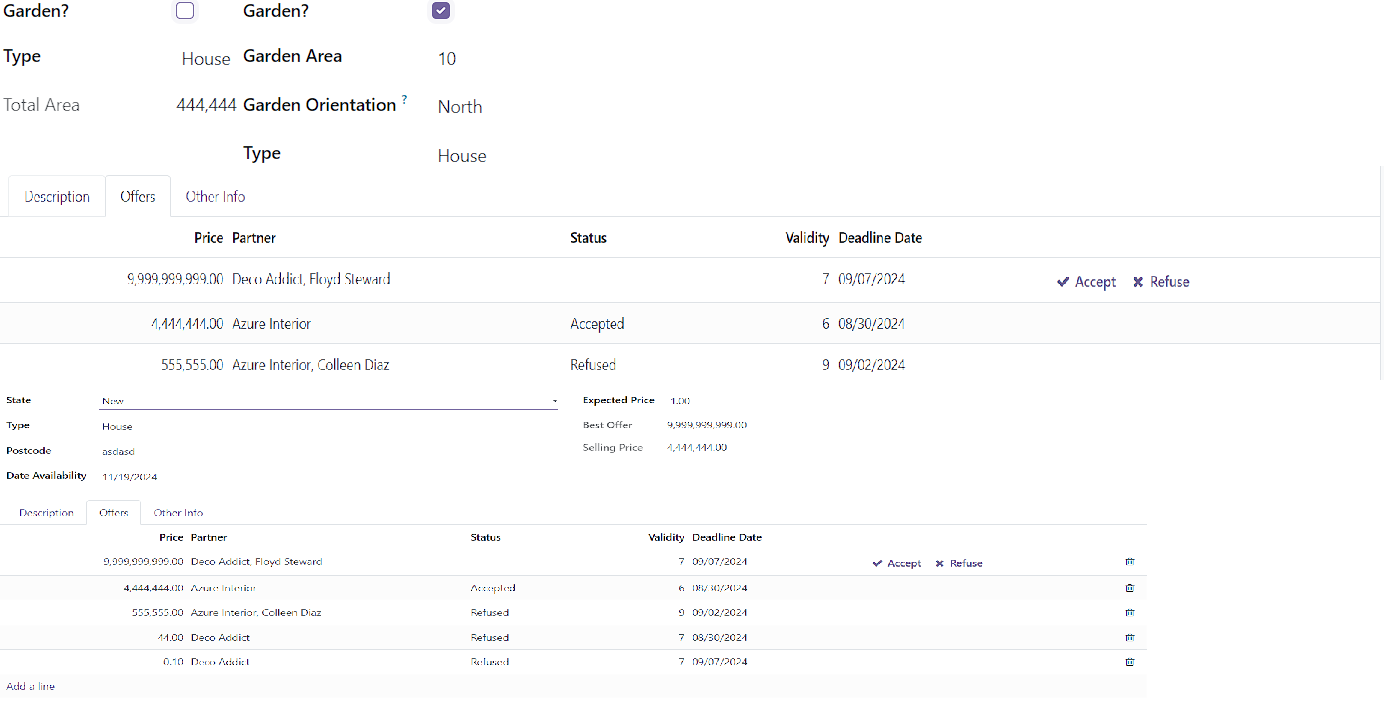 Garden? Garden?
Type House Garden Area 10
Total Area 444,444 Garden Orientation ? North
Type House
Description Offers Other Info
Price Partner Status Validity Deadline Date
9,999,999,999.00 Deco Addict, Floyd Steward 7 09/07/2024 Accept Refuse
4,444,444.00 Azure Interior Accepted 6 08/30/2024
555,555.00 Azure Interior, Colleen Diaz Refused 9 09/02/2024
State New Expected Price 1.00
Type House Best Offer 9,999,999,999.00
Postcode asdasd Selling Price 4,444,444.00
Date Availability 11/19/2024
Description Offers Other Info
Price Partner Status Validity Deadline Date
9,999,999,999.00 Deco Addict, Floyd Steward 7 09/07/2024 Accept Refuse
4,444,444.00 Azure Interior Accepted 6 08/30/2024
555,555.00 Azure Interior, Colleen Diaz Refused 9 09/02/2024
44.00 Deco Addict Refused 7 08/30/2024
0.10 Deco Addict Refused 7 09/07/2024
Add a line